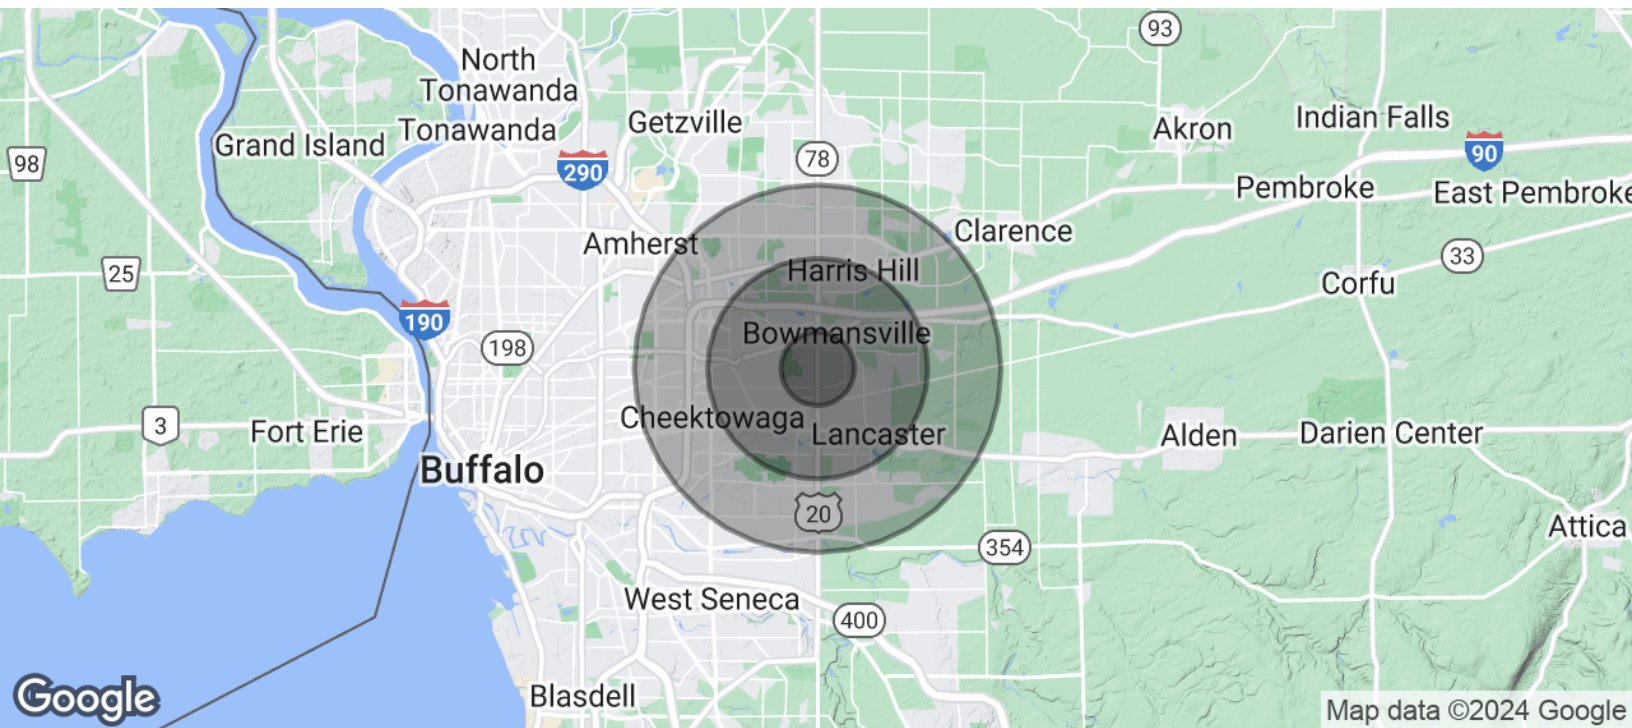 93
North
Tonawanda
Getzville
Tonawanda
Akron
Indian Falls
Grand Island
98
290
78
90
Pembroke
East Pembroke
Amherst
Clarence
33
25
Harris Hill
Corfu
190
Bowmansville
198
3
Fort Erie
Cheektowaga
Lancaster
Alden
Darien Center
Buffalo
20
Attica
354
West Seneca
400
Blasdell
Google
Map data ©2024 Google